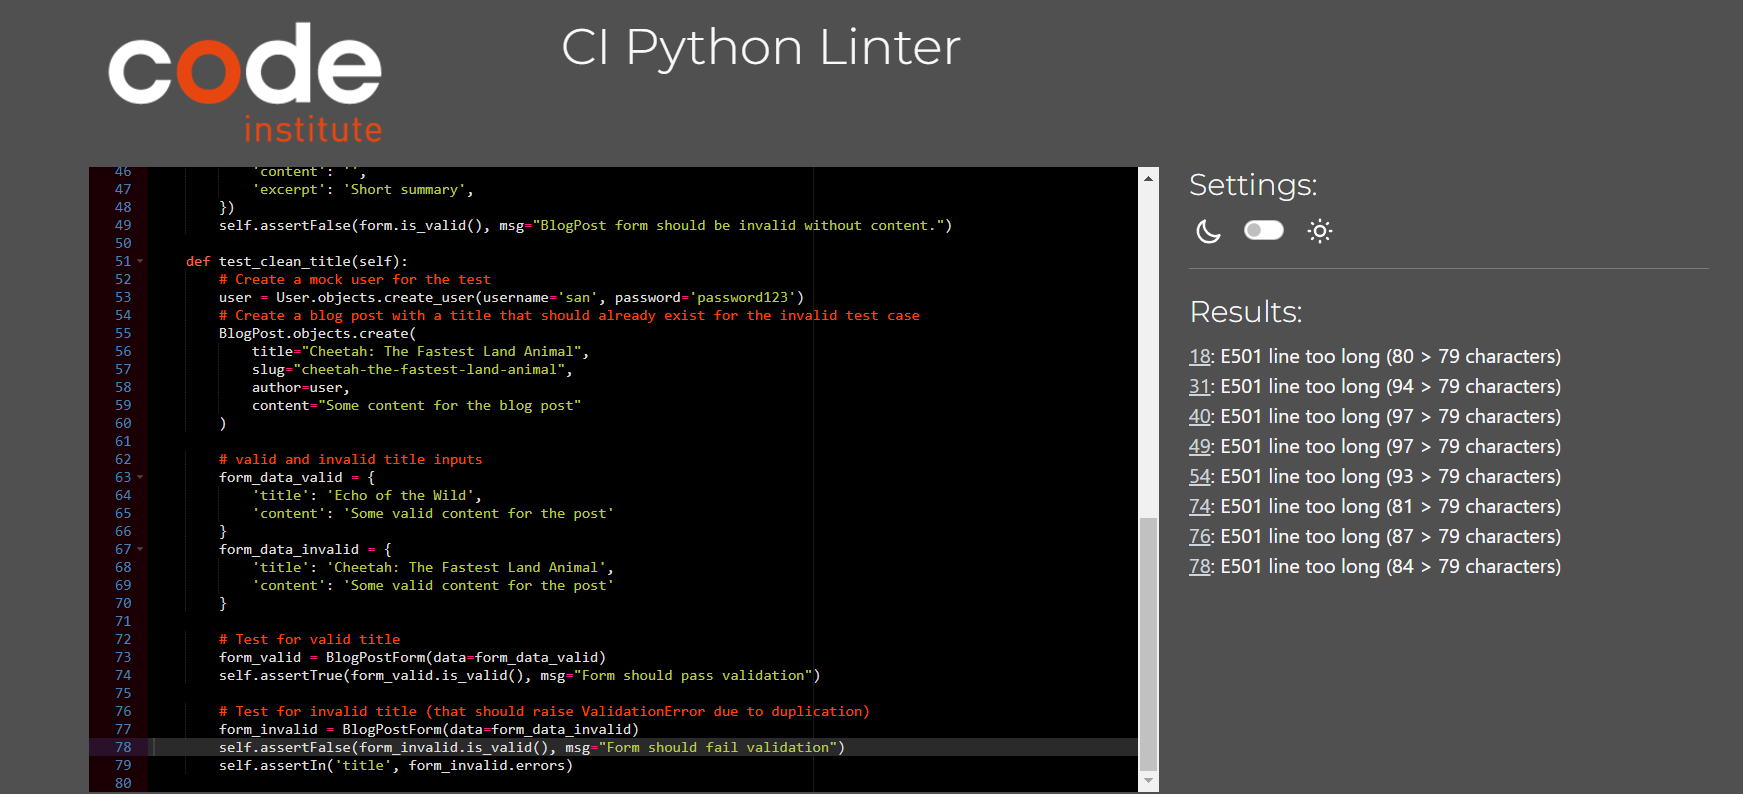 code
institute
CI Python Linter
46 'content': '',
47 'excerpt': 'Short summary',
48 })
49 self.assertFalse(form.is_valid(), msg="BlogPost form should be invalid without content.")
50
51 def test_clean_title(self):
52 # Create a mock user for the test
53 user = User.objects.create_user(username='san', password='password123')
54 # Create a blog post with a title that should already exist for the invalid test case
55 BlogPost.objects.create(
56 title="Cheetah: The Fastest Land Animal",
57 slug="cheetah-the-fastest-land-animal",
58 author=user,
59 content="Some content for the blog post"
60 )
61
62 # valid and invalid title inputs
63 form_data_valid = {
64 'title': 'Echo of the Wild',
65 'content': 'Some valid content for the post'
66 }
67 form_data_invalid = {
68 'title': 'Cheetah: The Fastest Land Animal',
69 'content': 'Some valid content for the post'
70 }
71
72 # Test for valid title
73 form_valid = BlogPostForm(data=form_data_valid)
74 self.assertTrue(form_valid.is_valid(), msg="Form should pass validation")
75
76 # Test for invalid title (that should raise ValidationError due to duplication)
77 form_invalid = BlogPostForm(data=form_data_invalid)
78 self.assertFalse(form_invalid.is_valid(), msg="Form should fail validation")
79 self.assertIn('title', form_invalid.errors)
80
Settings:
Results:
18: E501 line too long (80 > 79 characters)
31: E501 line too long (94 > 79 characters)
40: E501 line too long (97 > 79 characters)
49: E501 line too long (97 > 79 characters)
54: E501 line too long (93 > 79 characters)
74: E501 line too long (81 > 79 characters)
76: E501 line too long (87 > 79 characters)
78: E501 line too long (84 > 79 characters)